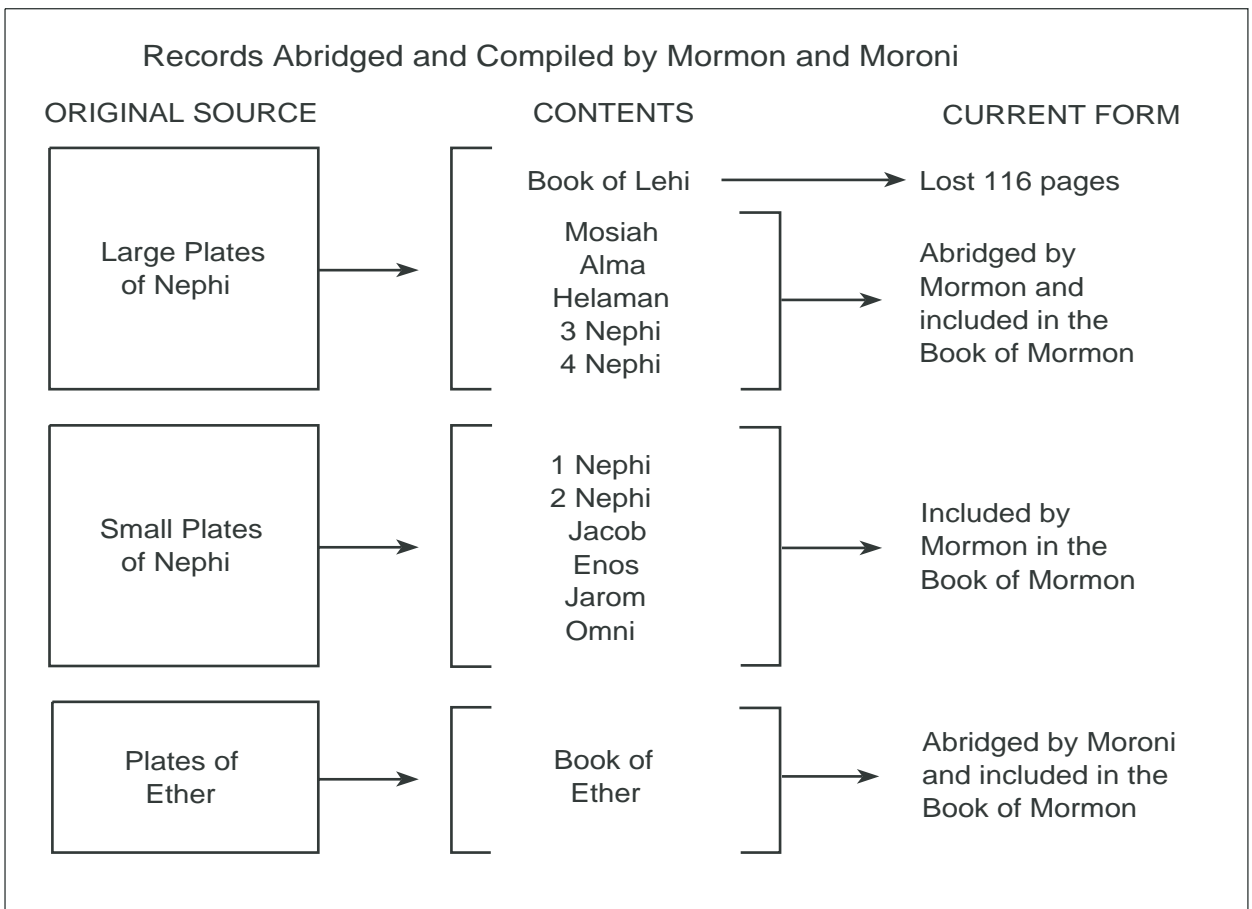 Records Abridged and Compiled by Mormon and Moroni
ORIGINAL SOURCE
CONTENTS
CURRENT FORM
Large Plates
of Nephi
Book of Lehi
Lost 116 pages
Mosiah
Alma
Helaman
3 Nephi
4 Nephi
Abridged by
Mormon and
included in the
Book of Mormon
Small Plates
of Nephi
1 Nephi
2 Nephi
Jacob
Enos
Jarom
Omni
Included by
Mormon in the
Book of Mormon
Plates of
Ether
Book of
Ether
Abridged by Moroni
and included in the
Book of Mormon